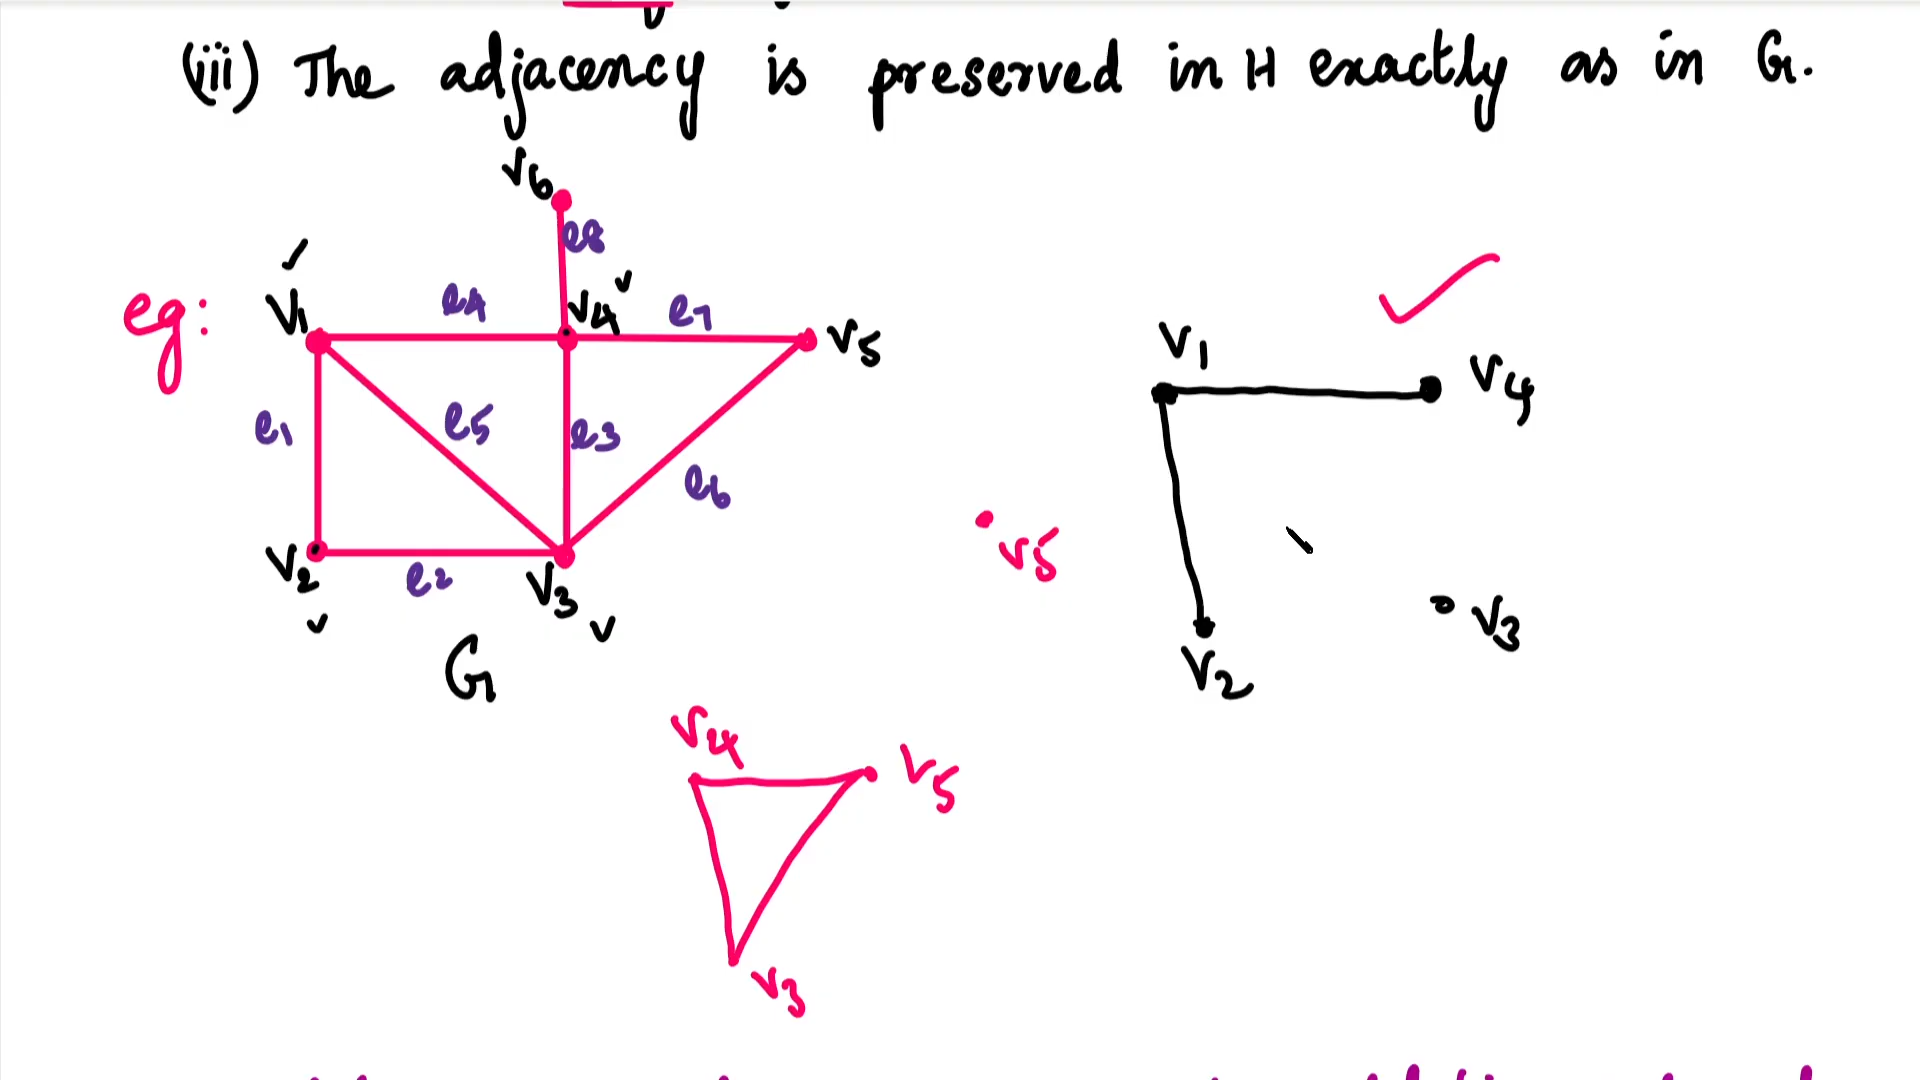 (iii) The adjacency is preserved in H exactly as in G.
v6
e8
eg: v1 e4 v4 e7 v5
v1 v4
e1 e5 e3 e6
v5
v2 e2 v3
v3
G
v2
v4 v5
v3